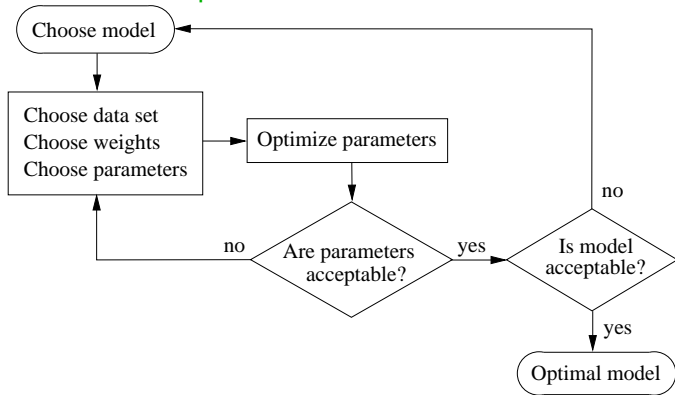 Choose model
Choose data set
Choose weights
Choose parameters
Optimize parameters
no
no
Are parameters
acceptable?
yes
Is model
acceptable?
yes
Optimal model